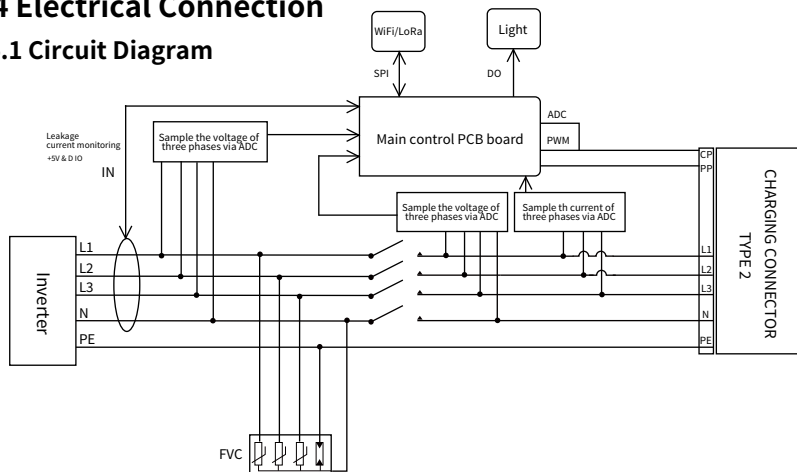 4 Electrical Connection
.1 Circuit Diagram
WiFi/LoRa
Light
SPI
DO
Main control PCB board
ADC
PWM
Leakage
current monitoring
+5V & D IO
IN
Sample the voltage of
three phases via ADC
Sample the voltage of
three phases via ADC
Sample th current of
three phases via ADC
Inverter
L1
L2
L3
N
PE
CP
PP
L1
L2
L3
N
PE
CHARGING CONNECTOR
TYPE 2
FVC